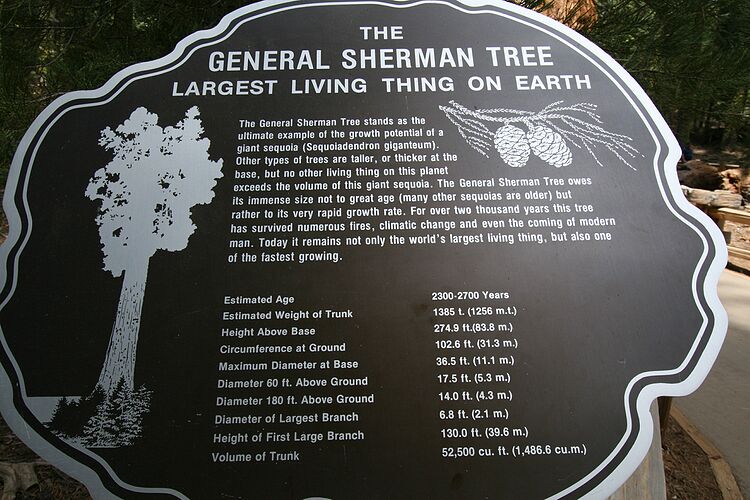 THE
GENERAL SHERMAN TREE
LARGEST LIVING THING ON EARTH
The General Sherman Tree stands as the
ultimate example of the growth potential of a
giant sequoia (Sequoiadendron giganteum).
Other types of trees are taller, or thicker at the
base, but no other living thing on this planet
exceeds the volume of this giant sequoia. The General Sherman Tree owes
its immense size not to great age (many other sequoias are older) but
rather to its very rapid growth rate. For over two thousand years this tree
has survived numerous fires, climatic change and even the coming of modern
man. Today it remains not only the world's largest living thing, but also one
of the fastest growing.
Estimated Age 2300-2700 Years
Estimated Weight of Trunk 1385 t. (1256 m.t.)
Height Above Base 274.9 ft.(83.8 m.)
Circumference at Ground 102.6 ft. (31.3 m.)
Maximum Diameter at Base 36.5 ft. (11.1 m.)
Diameter 60 ft. Above Ground 17.5 ft. (5.3 m.)
Diameter 180 ft. Above Ground 14.0 ft. (4.3 m.)
Diameter of Largest Branch 6.8 ft. (2.1 m.)
Height of First Large Branch 130.0 ft. (39.6 m.)
Volume of Trunk 52,500 cu. ft. (1,486.6 cu.m.)